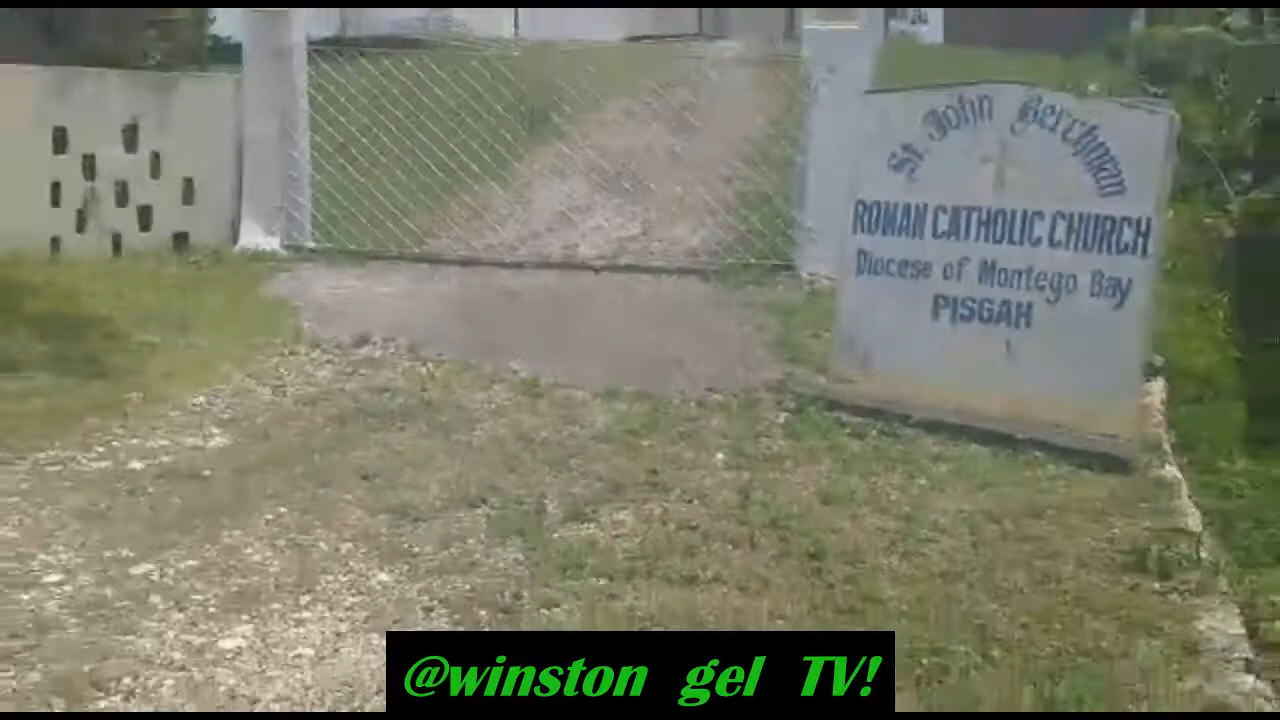 St. John Berchman
ROMAN CATHOLIC CHURCH
Diocese of Montego Bay
PISGAH
@winston gel TV!